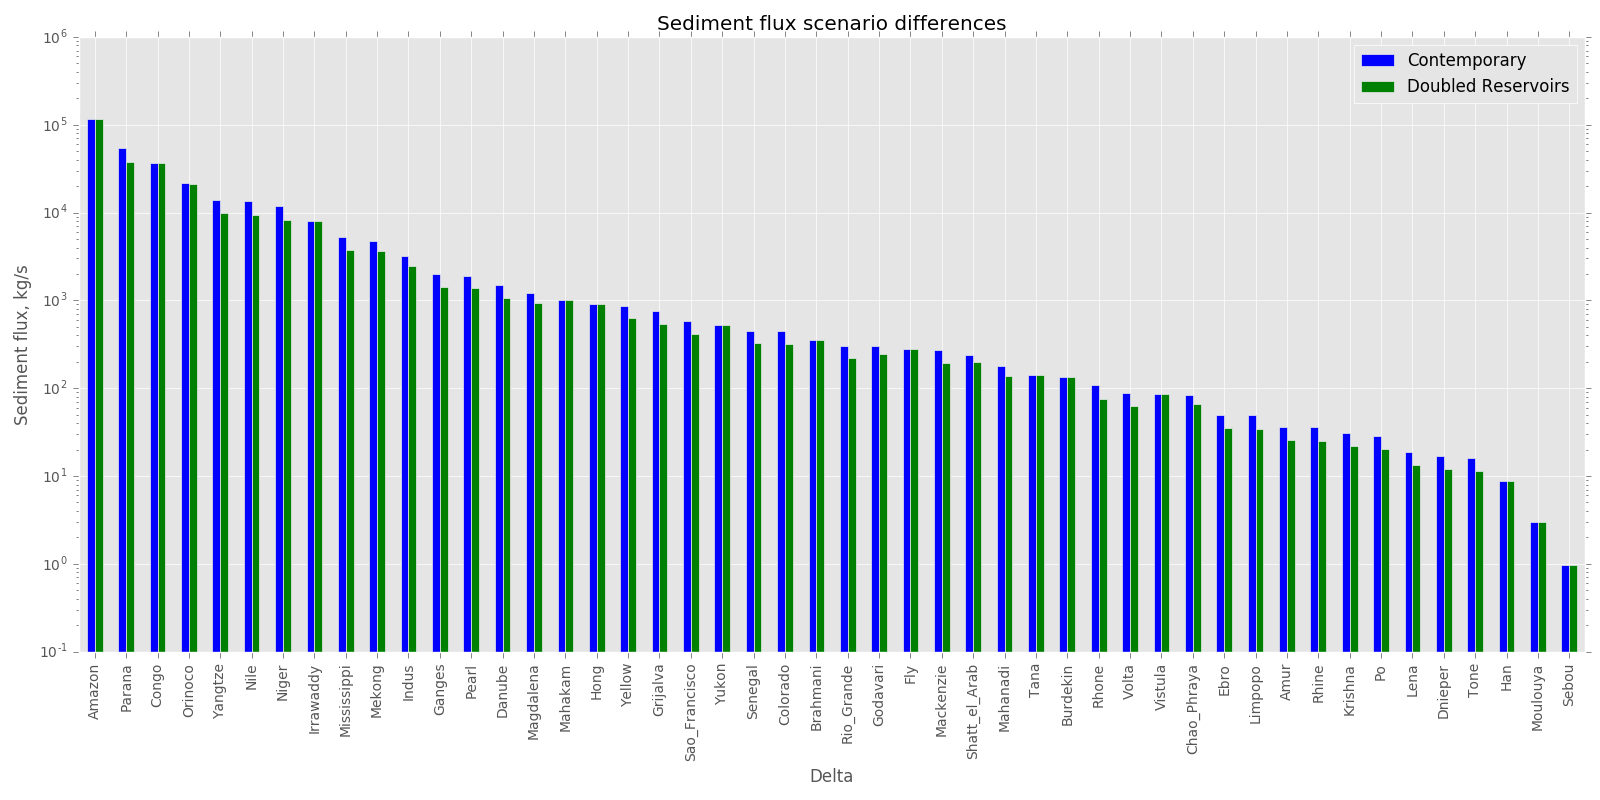 Sediment flux scenario differences
Contemporary
Doubled Reservoirs
Sediment flux, kg/s
10^6
10^5
10^4
10^3
10^2
10^1
10^0
10^-1
Amazon
Parana
Congo
Orinoco
Yangtze
Nile
Niger
Irrawaddy
Mississippi
Mekong
Indus
Ganges
Pearl
Danube
Magdalena
Mahakam
Hong
Yellow
Grijalva
Sao_Francisco
Yukon
Senegal
Colorado
Brahmani
Rio_Grande
Godavari
Fly
Mackenzie
Shatt_el_Arab
Mahanadi
Tana
Burdekin
Rhone
Volta
Vistula
Chao_Phraya
Ebro
Limpopo
Amur
Rhine
Krishna
Po
Lena
Dnieper
Tone
Han
Moulouya
Sebou
Delta